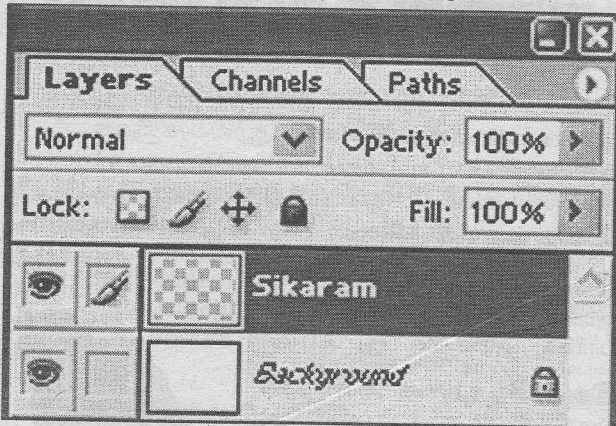 Layers Channels Paths
Normal Opacity: 100%
Lock: Fill: 100%
Sikaram
Background